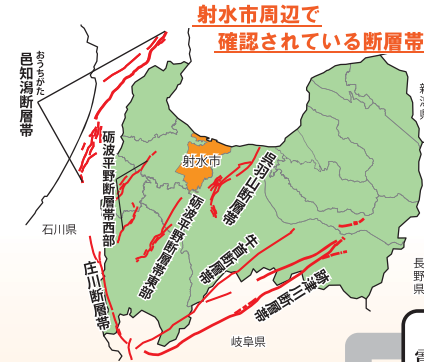 射水市周辺で
確認されている断層帯
おうちがた
邑知潟断層帯
砺波平野断層帯西部
射水市
呉羽山断層帯
砺波平野断層帯東部
牛首断層帯
跡津川断層帯
庄川断層帯
石川県
岐阜県
新潟県
長野県